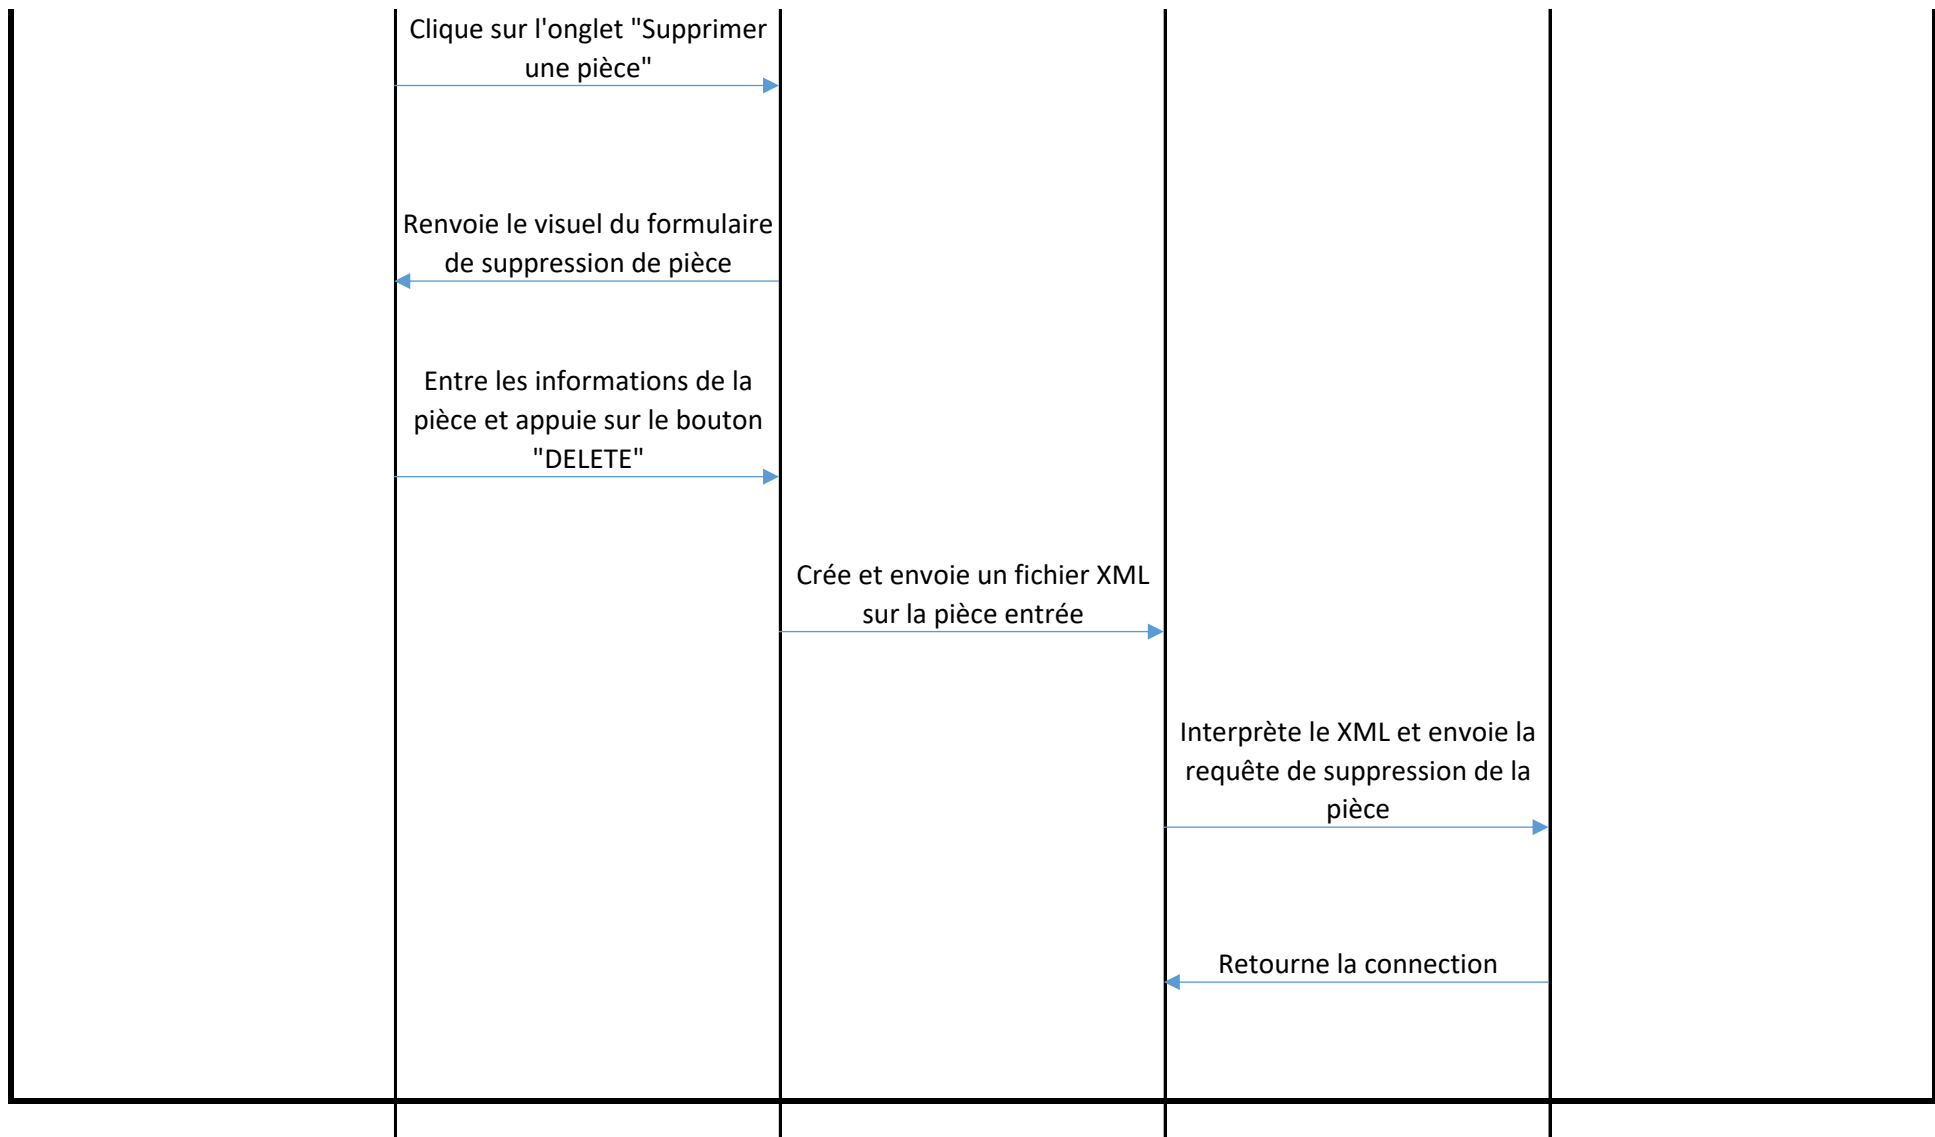 Clique sur l'onglet "Supprimer
une pièce"
Renvoie le visuel du formulaire
de suppression de pièce
Entre les informations de la
pièce et appuie sur le bouton
"DELETE"
Crée et envoie un fichier XML
sur la pièce entrée
Interprète le XML et envoie la
requête de suppression de la
pièce
Retourne la connection